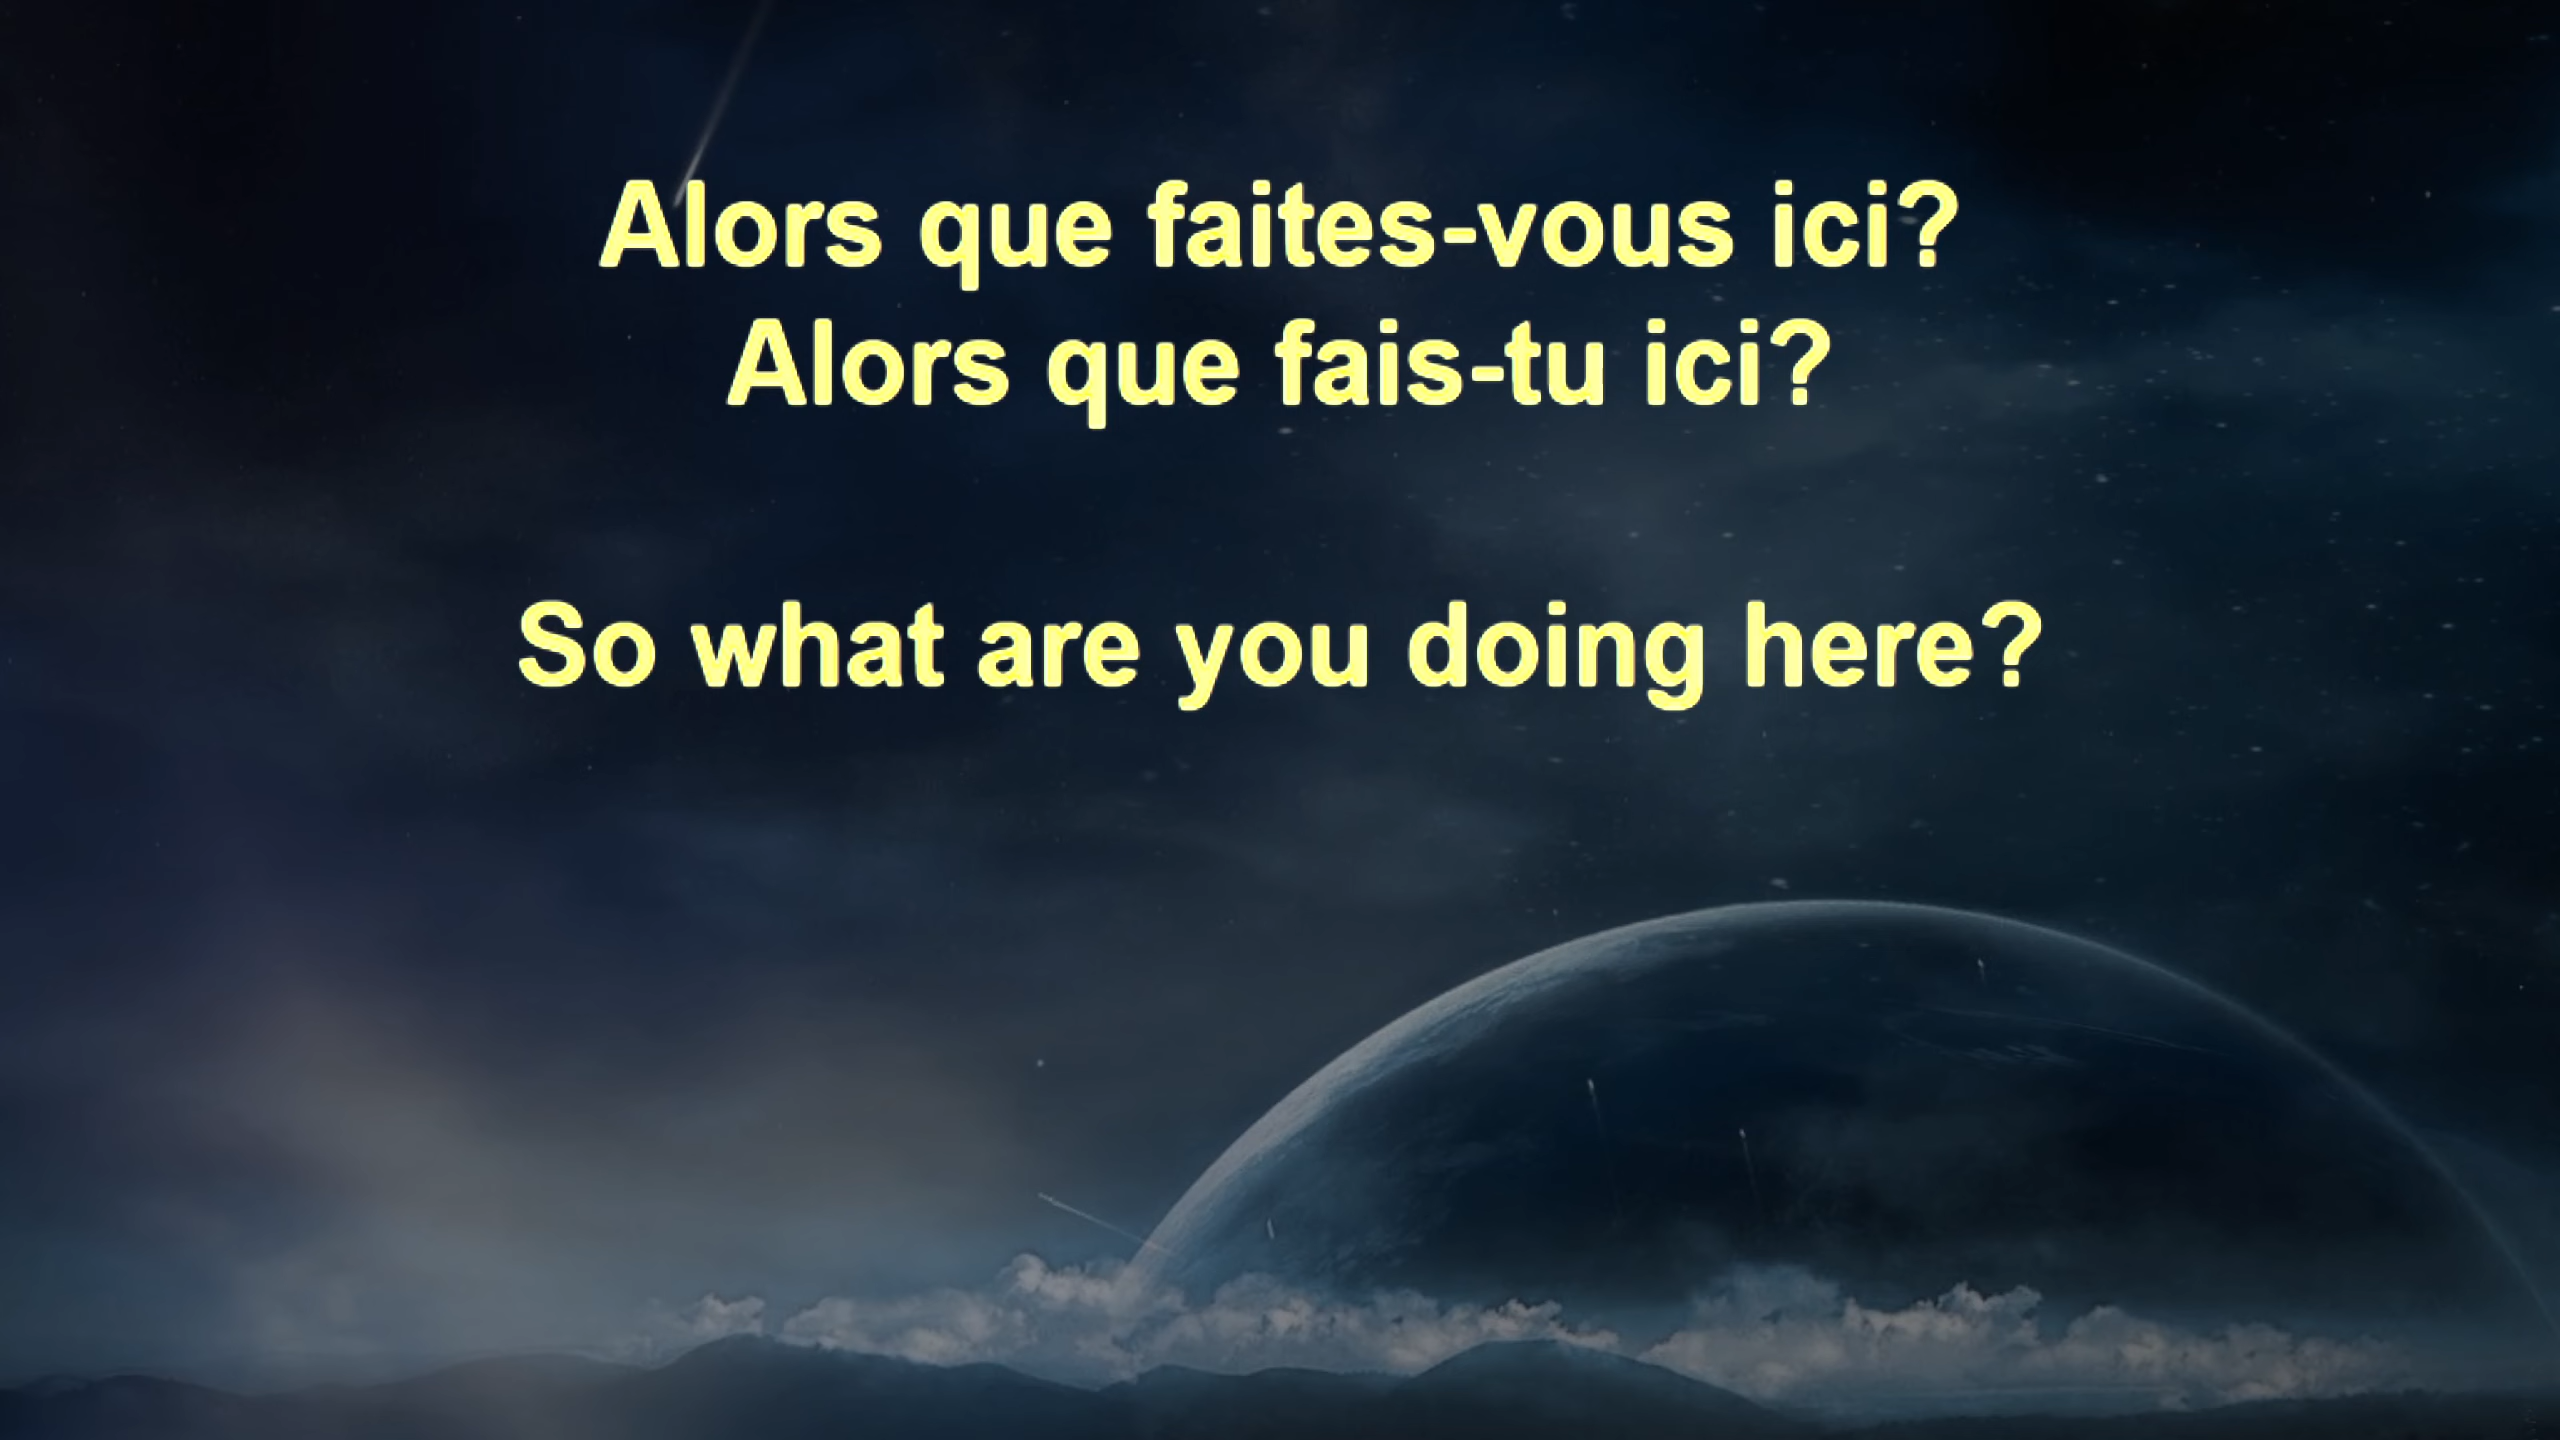 Alors que faites-vous ici?
Alors que fais-tu ici?
So what are you doing here?